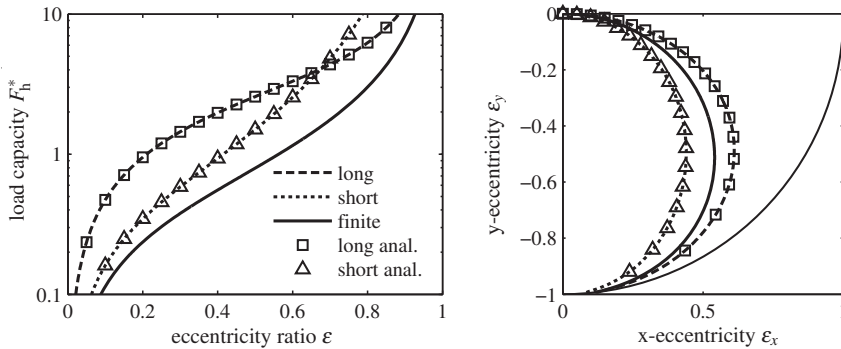 10
1
0.1
load capacity F*h
0
0.2
0.4
0.6
0.8
1
eccentricity ratio ε
long
short
finite
long anal.
short anal.
0
−0.2
−0.4
−0.6
−0.8
−1
y-eccentricity εy
0
0.5
1
x-eccentricity εx